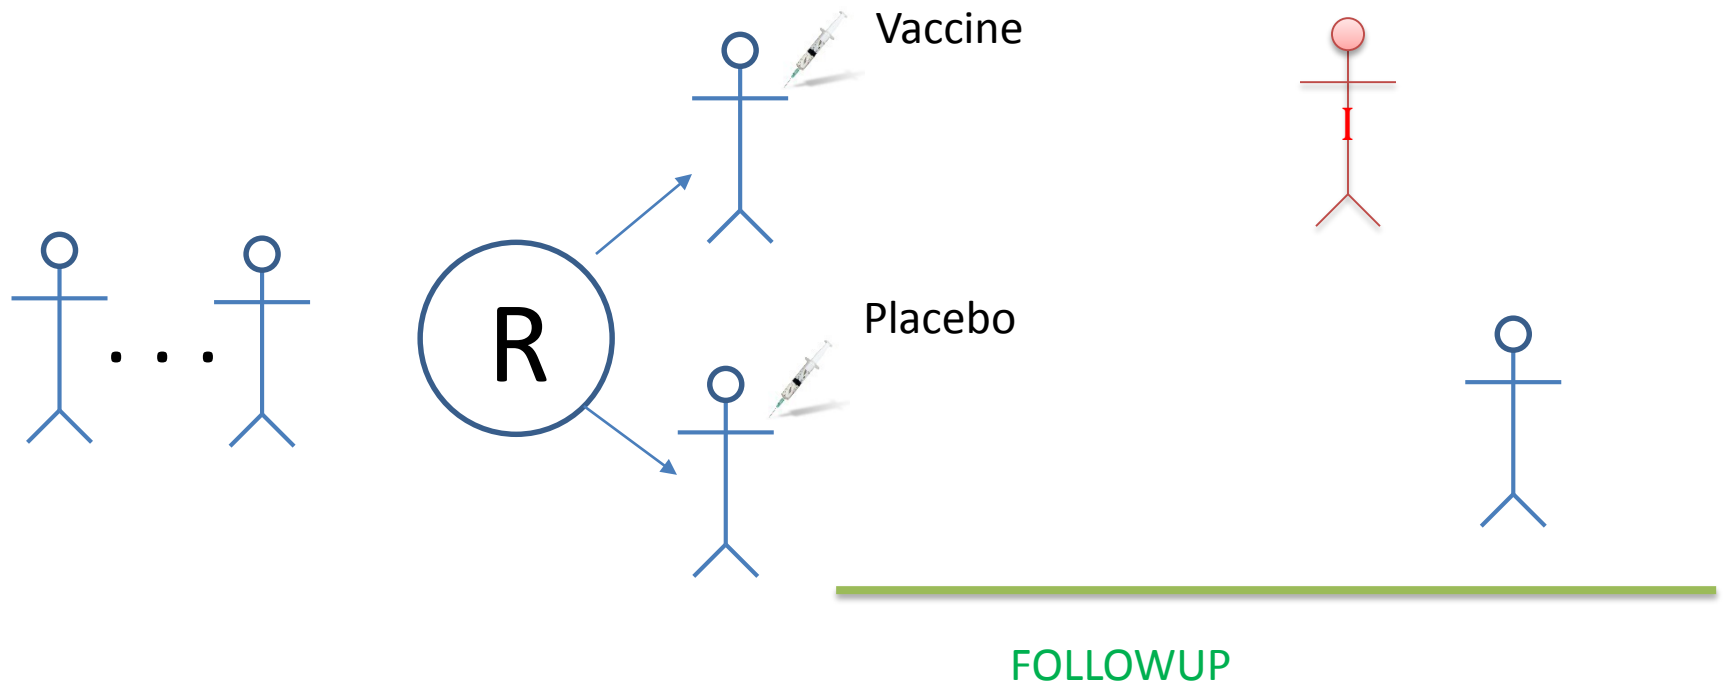 Vaccine
I
R
Placebo
. . .
FOLLOWUP